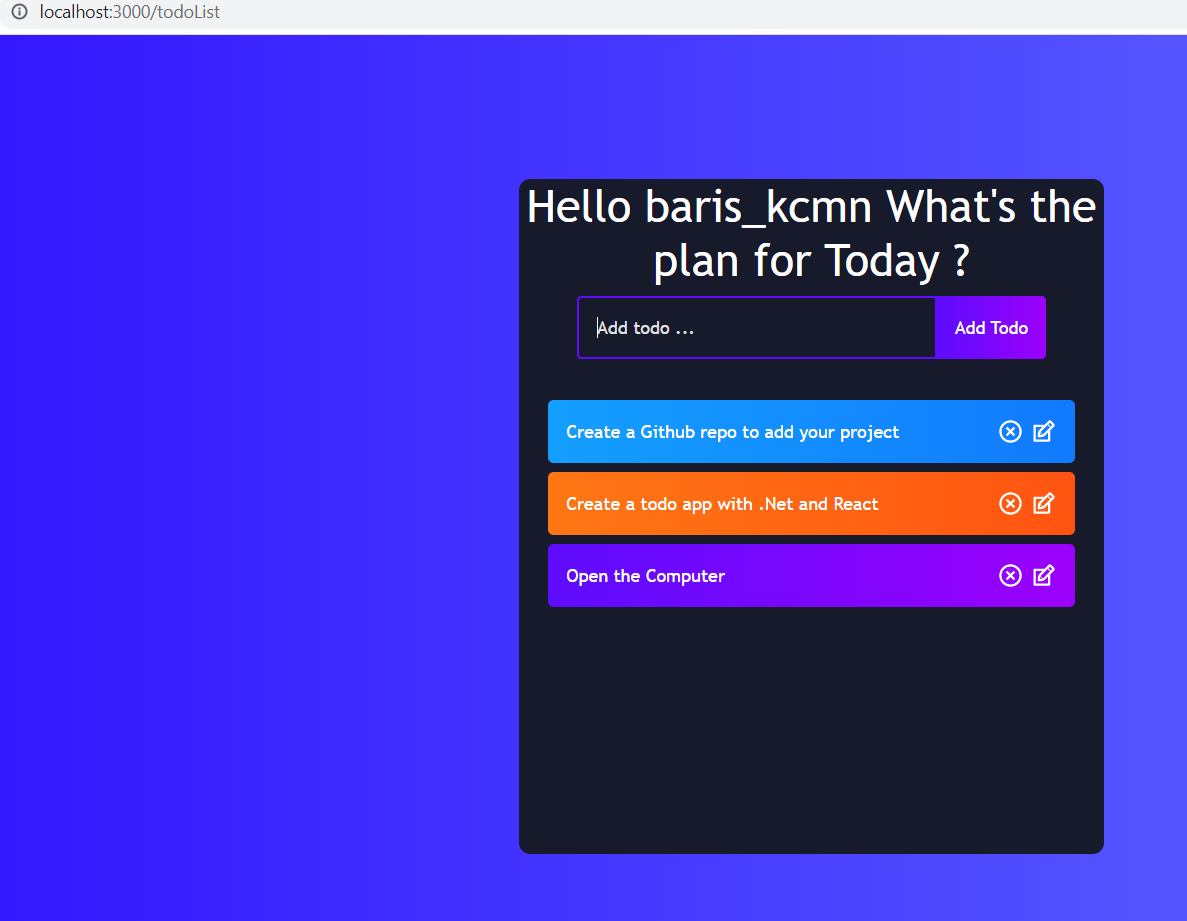 localhost:3000/todoList
Hello baris_kcmn What's the
plan for Today ?
Add todo ...
Add Todo
Create a Github repo to add your project
Create a todo app with .Net and React
Open the Computer